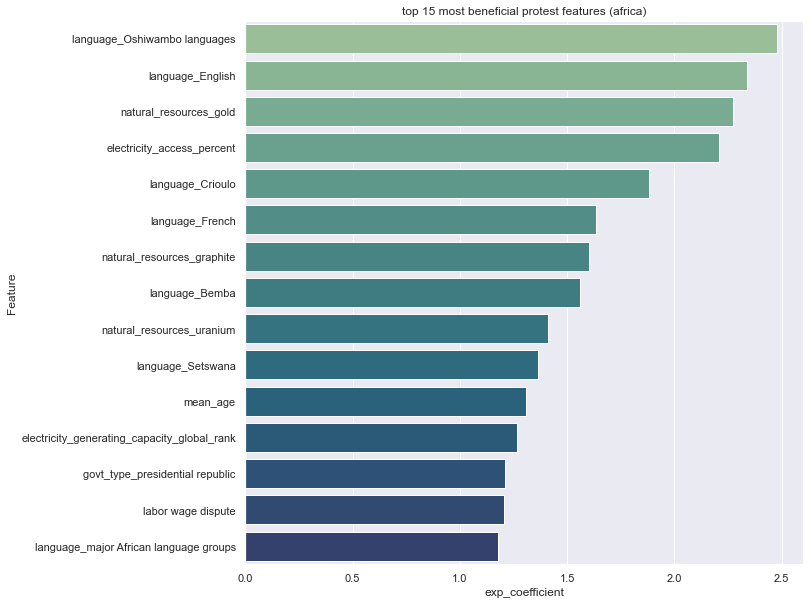 top 15 most beneficial protest features (africa)
Feature
language_Oshiwambo languages
language_English
natural_resources_gold
electricity_access_percent
language_Crioulo
language_French
natural_resources_graphite
language_Bemba
natural_resources_uranium
language_Setswana
mean_age
electricity_generating_capacity_global_rank
govt_type_presidential republic
labor wage dispute
language_major African language groups
0.0 0.5 1.0 1.5 2.0 2.5
exp_coefficient